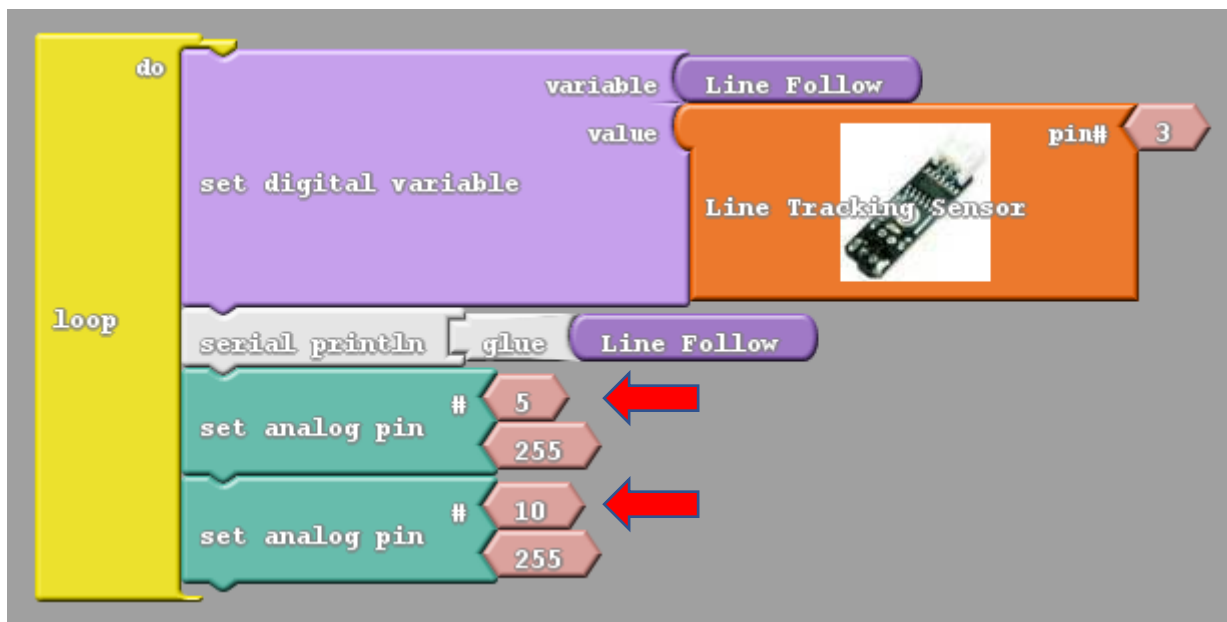 do
variable Line Follow
value pin# 3
set digital variable
Line Tracking Sensor
loop
serial println glue Line Follow
# 5
set analog pin
255
# 10
set analog pin
255